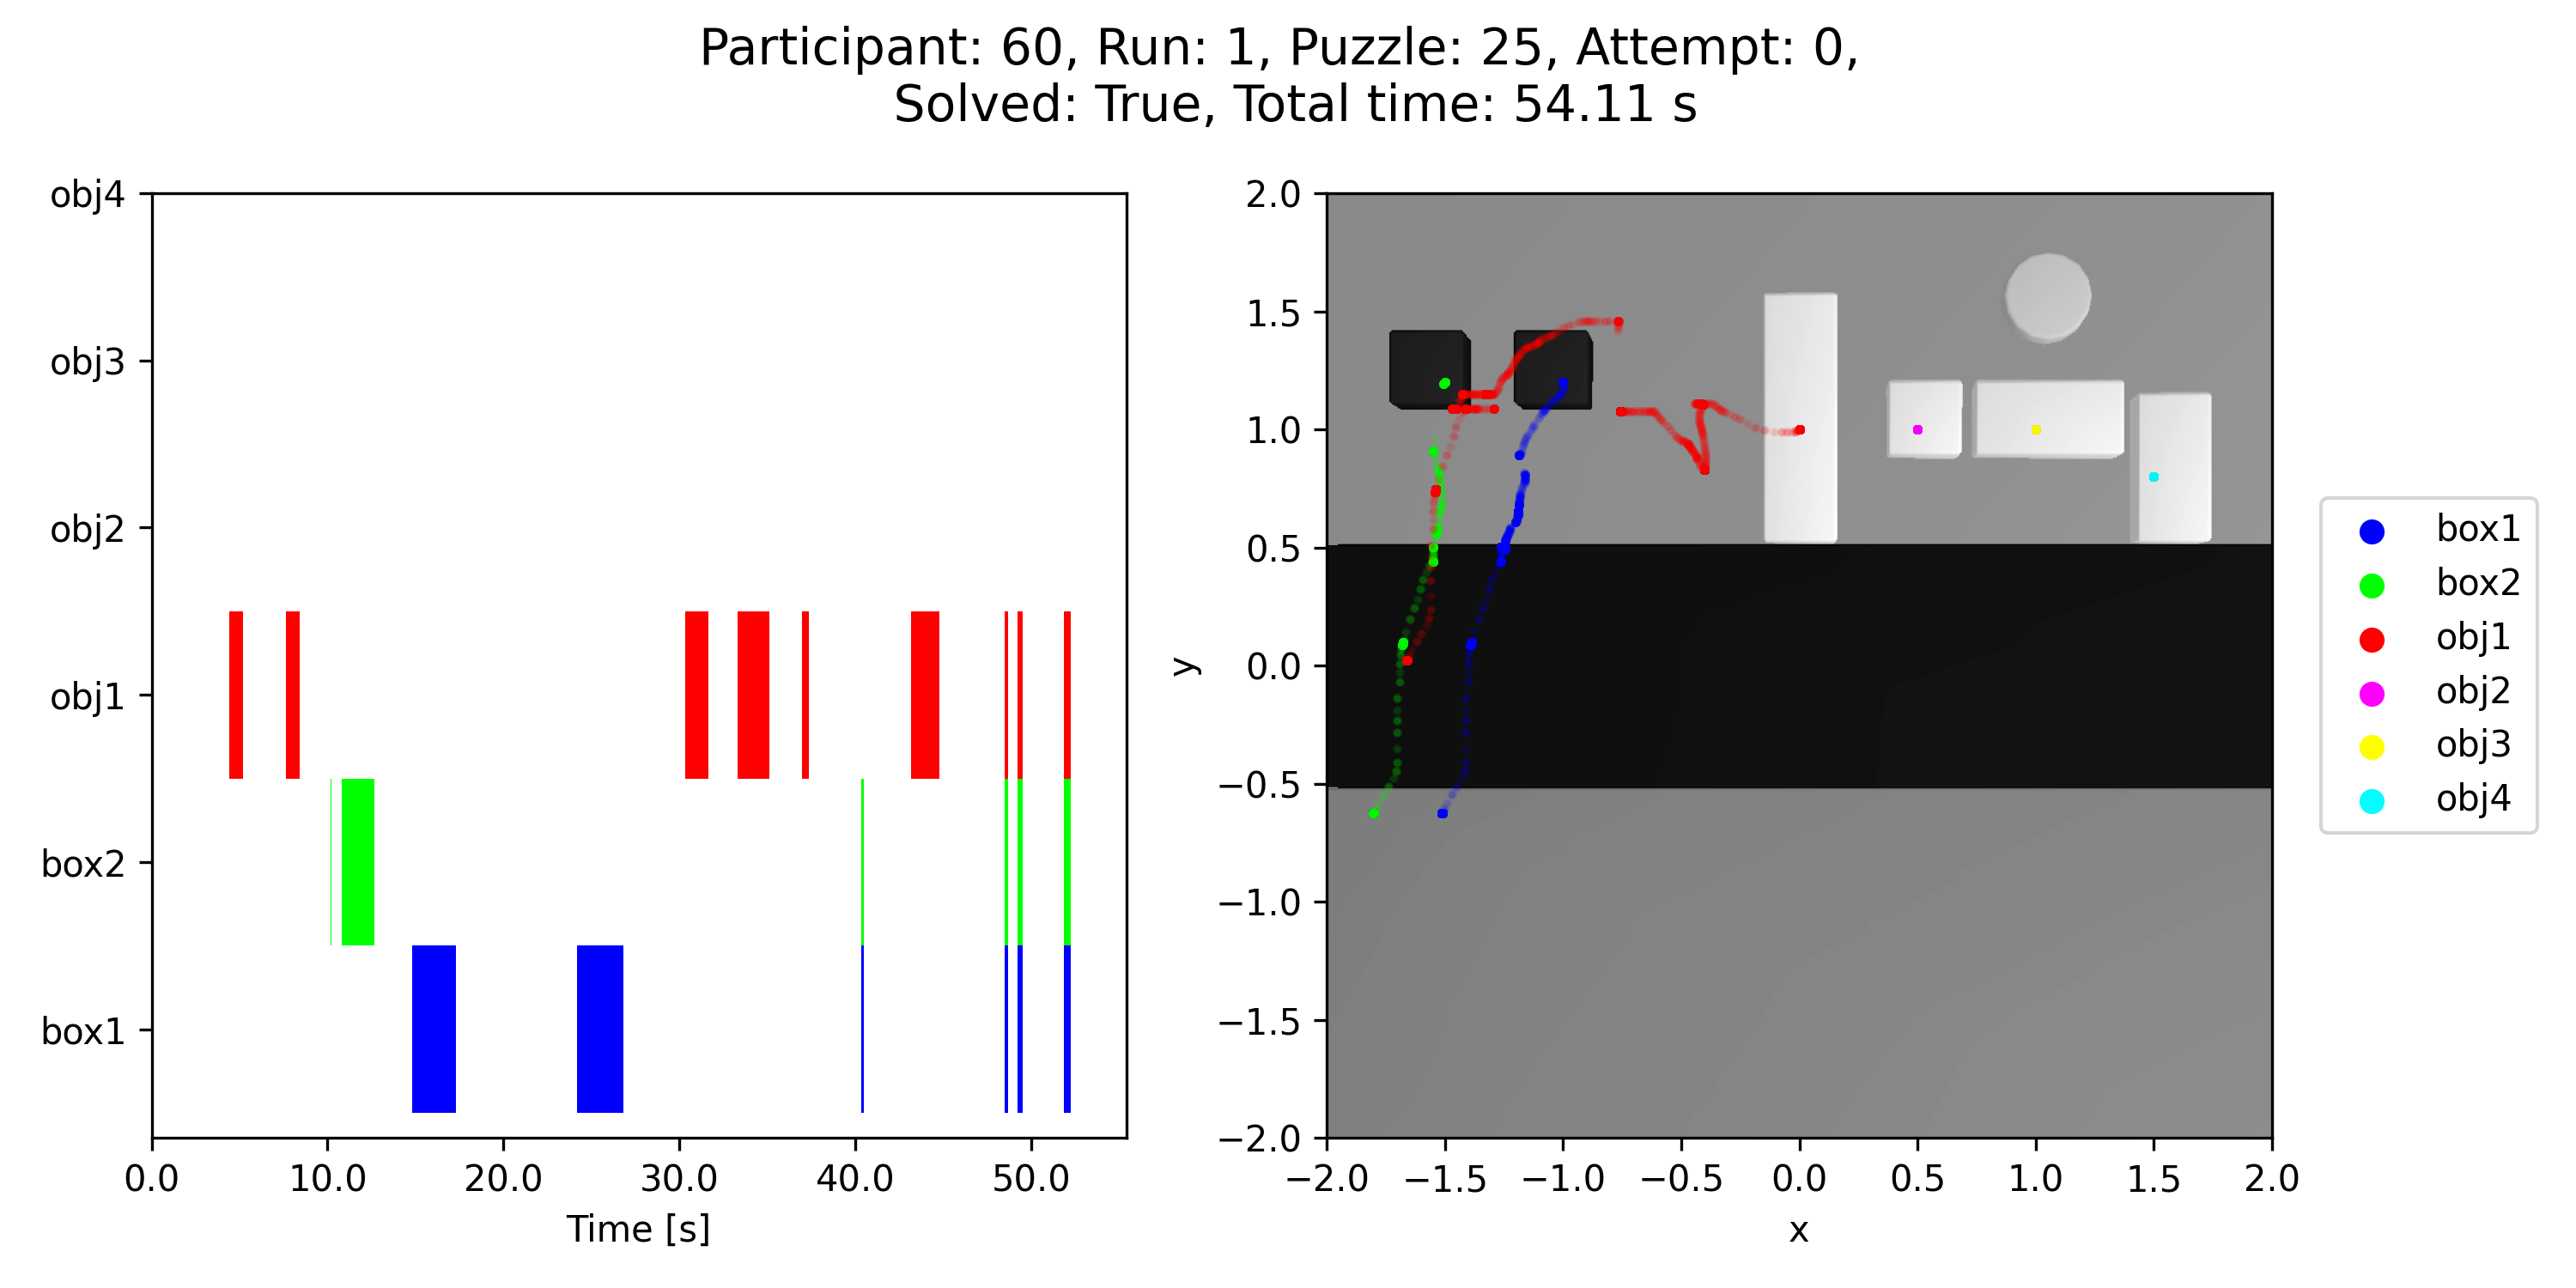 Participant: 60, Run: 1, Puzzle: 25, Attempt: 0,
Solved: True, Total time: 54.11 s
obj4
obj3
obj2
obj1
box2
box1
0.0 10.0 20.0 30.0 40.0 50.0
Time [s]
2.0
1.5
1.0
0.5
0.0
−0.5
−1.0
−1.5
−2.0
y
−2.0 −1.5 −1.0 −0.5 0.0 0.5 1.0 1.5 2.0
x
box1
box2
obj1
obj2
obj3
obj4